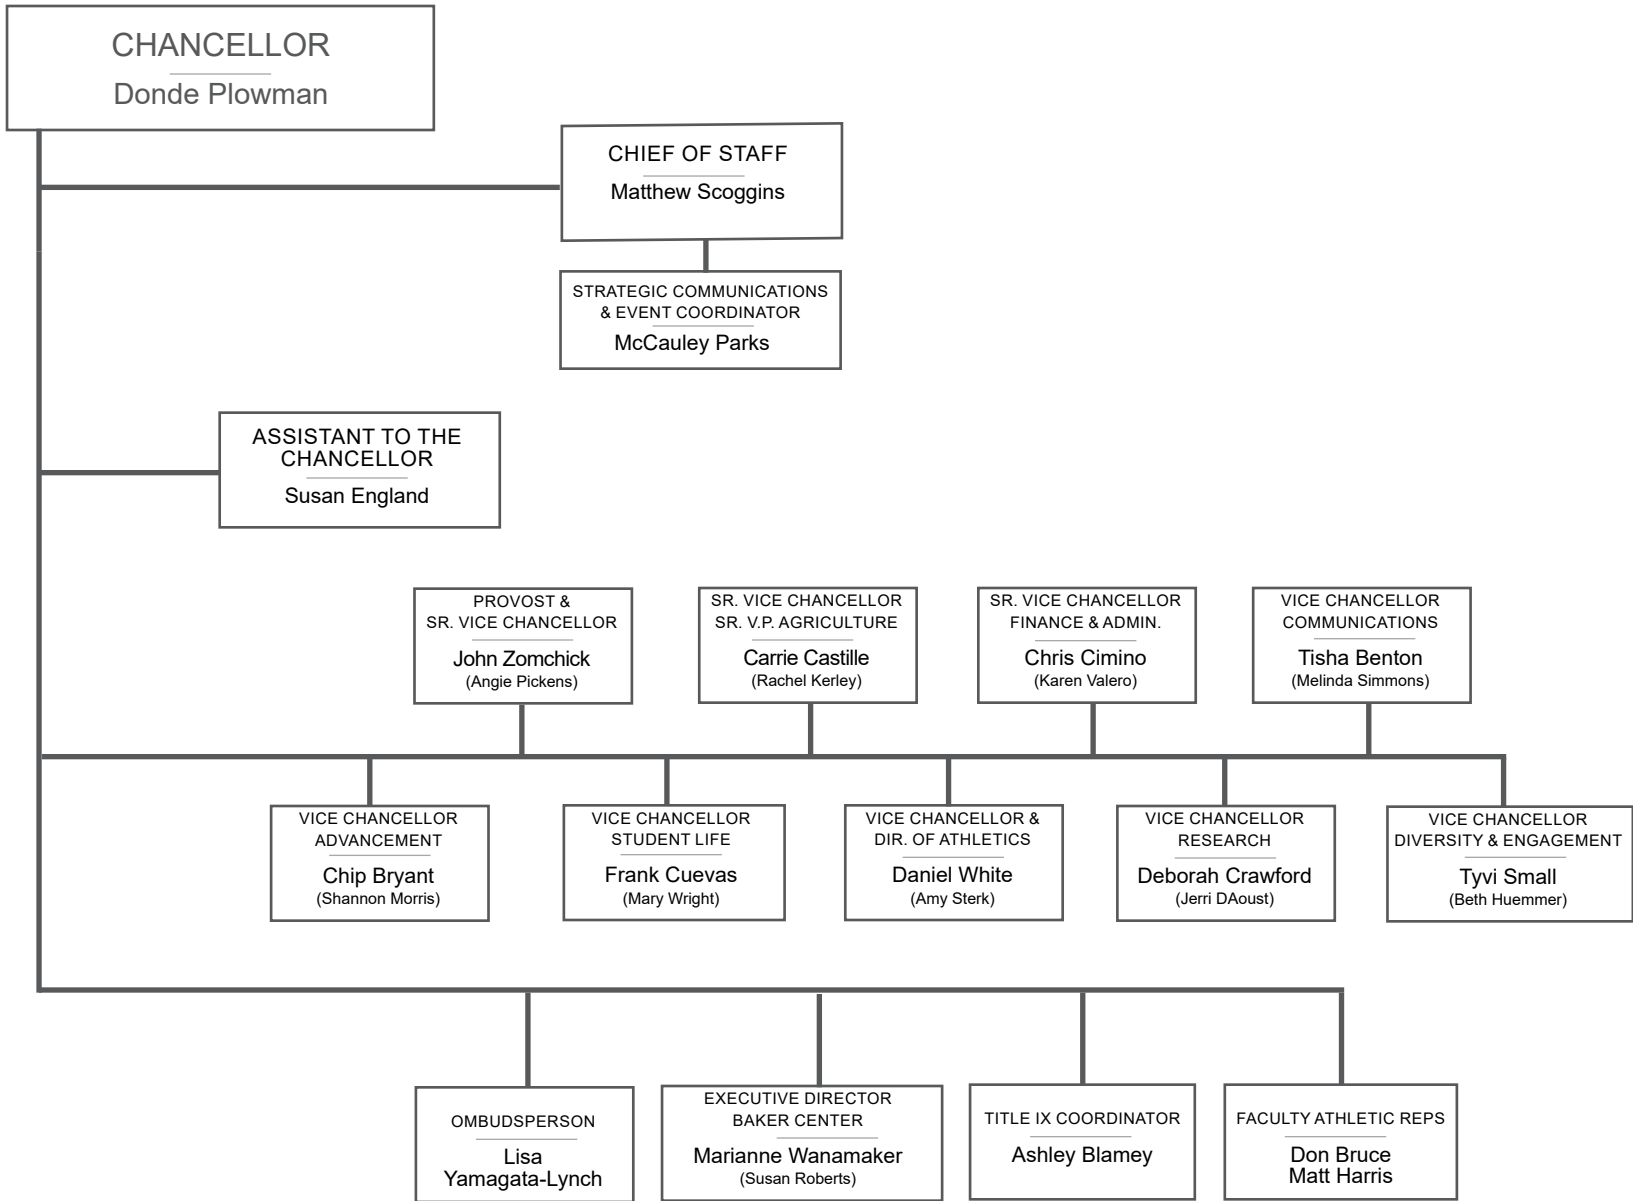 CHANCELLOR
Donde Plowman
CHIEF OF STAFF
Matthew Scoggins
STRATEGIC COMMUNICATIONS
& EVENT COORDINATOR
McCauley Parks
ASSISTANT TO THE
CHANCELLOR
Susan England
PROVOST &
SR. VICE CHANCELLOR
John Zomchick
(Angie Pickens)
SR. VICE CHANCELLOR
SR. V.P. AGRICULTURE
Carrie Castille
(Rachel Kerley)
SR. VICE CHANCELLOR
FINANCE & ADMIN.
Chris Cimino
(Karen Valero)
VICE CHANCELLOR
COMMUNICATIONS
Tisha Benton
(Melinda Simmons)
VICE CHANCELLOR
ADVANCEMENT
Chip Bryant
(Shannon Morris)
VICE CHANCELLOR
STUDENT LIFE
Frank Cuevas
(Mary Wright)
VICE CHANCELLOR &
DIR. OF ATHLETICS
Daniel White
(Amy Sterk)
VICE CHANCELLOR
RESEARCH
Deborah Crawford
(Jerri DAoust)
VICE CHANCELLOR
DIVERSITY & ENGAGEMENT
Tyvi Small
(Beth Huemmer)
OMBUDSPERSON
Lisa
Yamagata-Lynch
EXECUTIVE DIRECTOR
BAKER CENTER
Marianne Wanamaker
(Susan Roberts)
TITLE IX COORDINATOR
Ashley Blamey
FACULTY ATHLETIC REPS
Don Bruce
Matt Harris